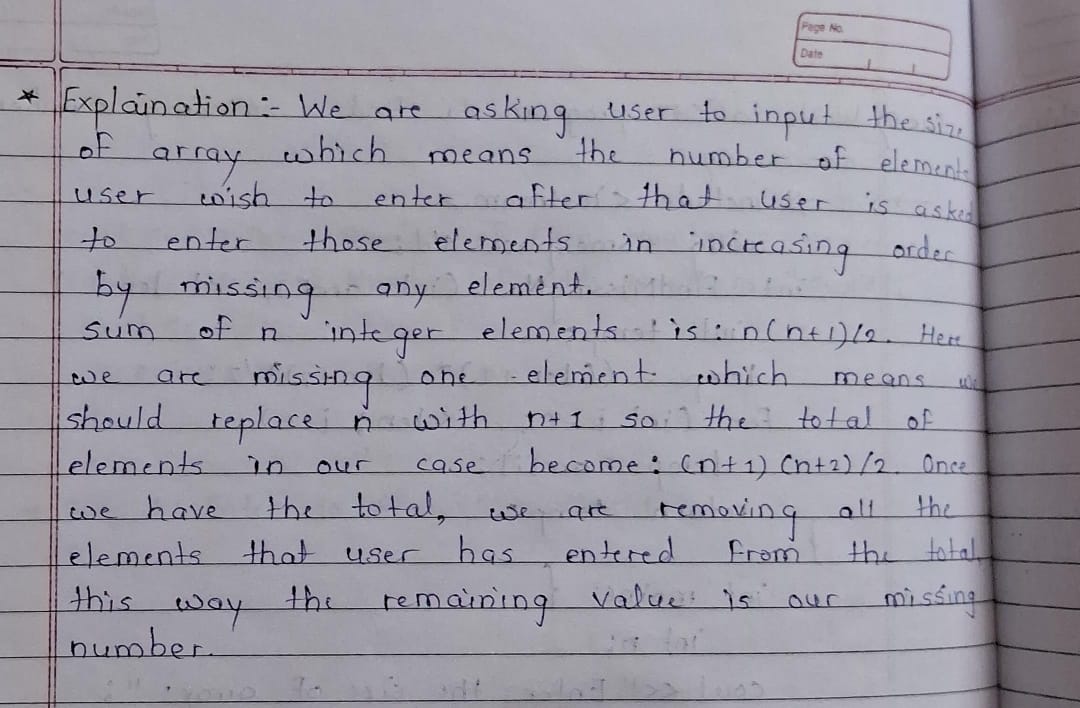 Page No.
Date
* Explaination :- We are asking user to input the size
of array which means the number of elements
user wish to enter after that user is asked
to enter those elements in increasing order
by missing any element.
sum of n integer elements is : n(n+1)/2. Here
we are missing one element which means we
should replace n with n+1 so the total of
elements in our case become : (n+1) (n+2)/2. Once
we have the total, we are removing all the
elements that user has entered from the total
this way the remaining value is our missing
number.